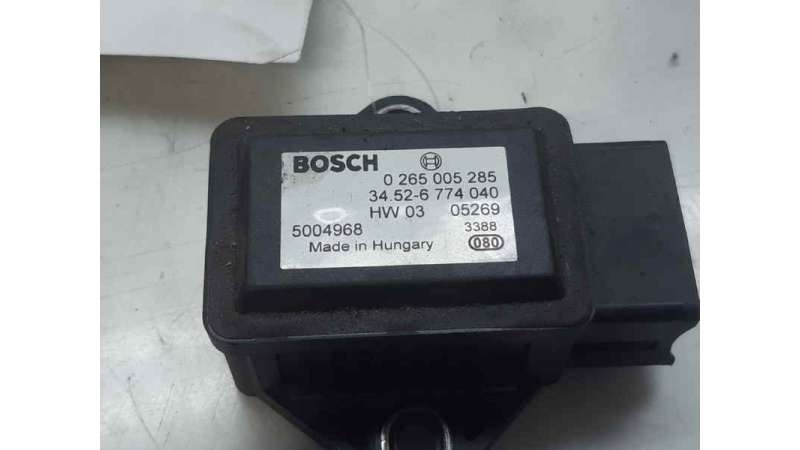 BOSCH
0 265 005 285
34.52-6 774 040
HW 03 05269
5004968 3388
Made in Hungary 080